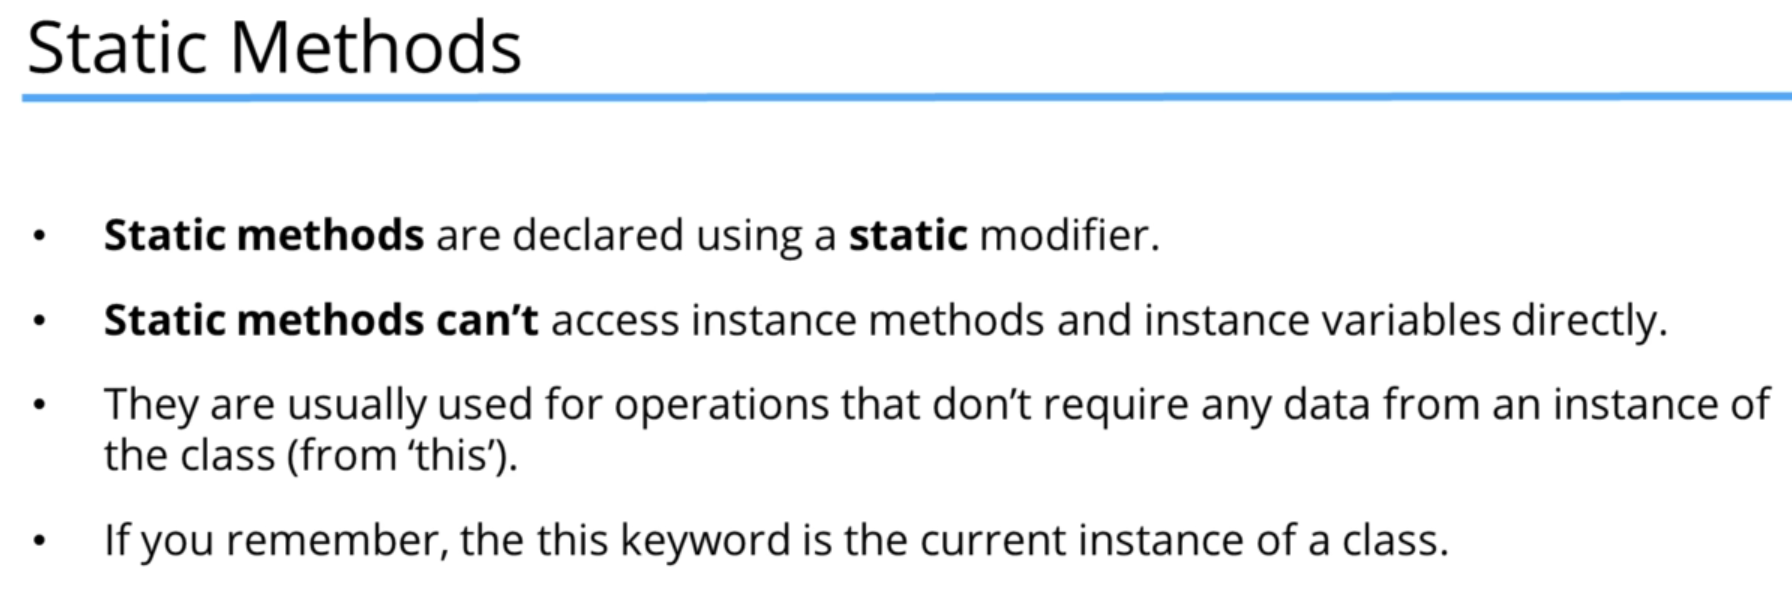 Static Methods
• Static methods are declared using a static modifier.
• Static methods can’t access instance methods and instance variables directly.
• They are usually used for operations that don’t require any data from an instance of
the class (from ‘this’).
• If you remember, the this keyword is the current instance of a class.